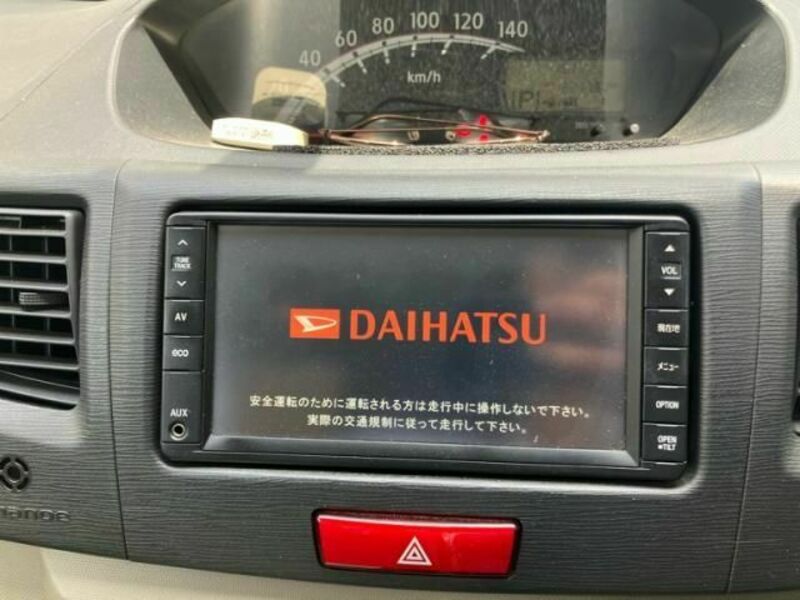 40 60 80 100 120 140
km/h
TUNE
TRACK
AV
AUX
DAIHATSU
安全運転のために運転される方は走行中に操作しないで下さい。
実際の交通規制に従って走行して下さい。
VOL
現在地
メニュー
OPTION
OPEN
TILT